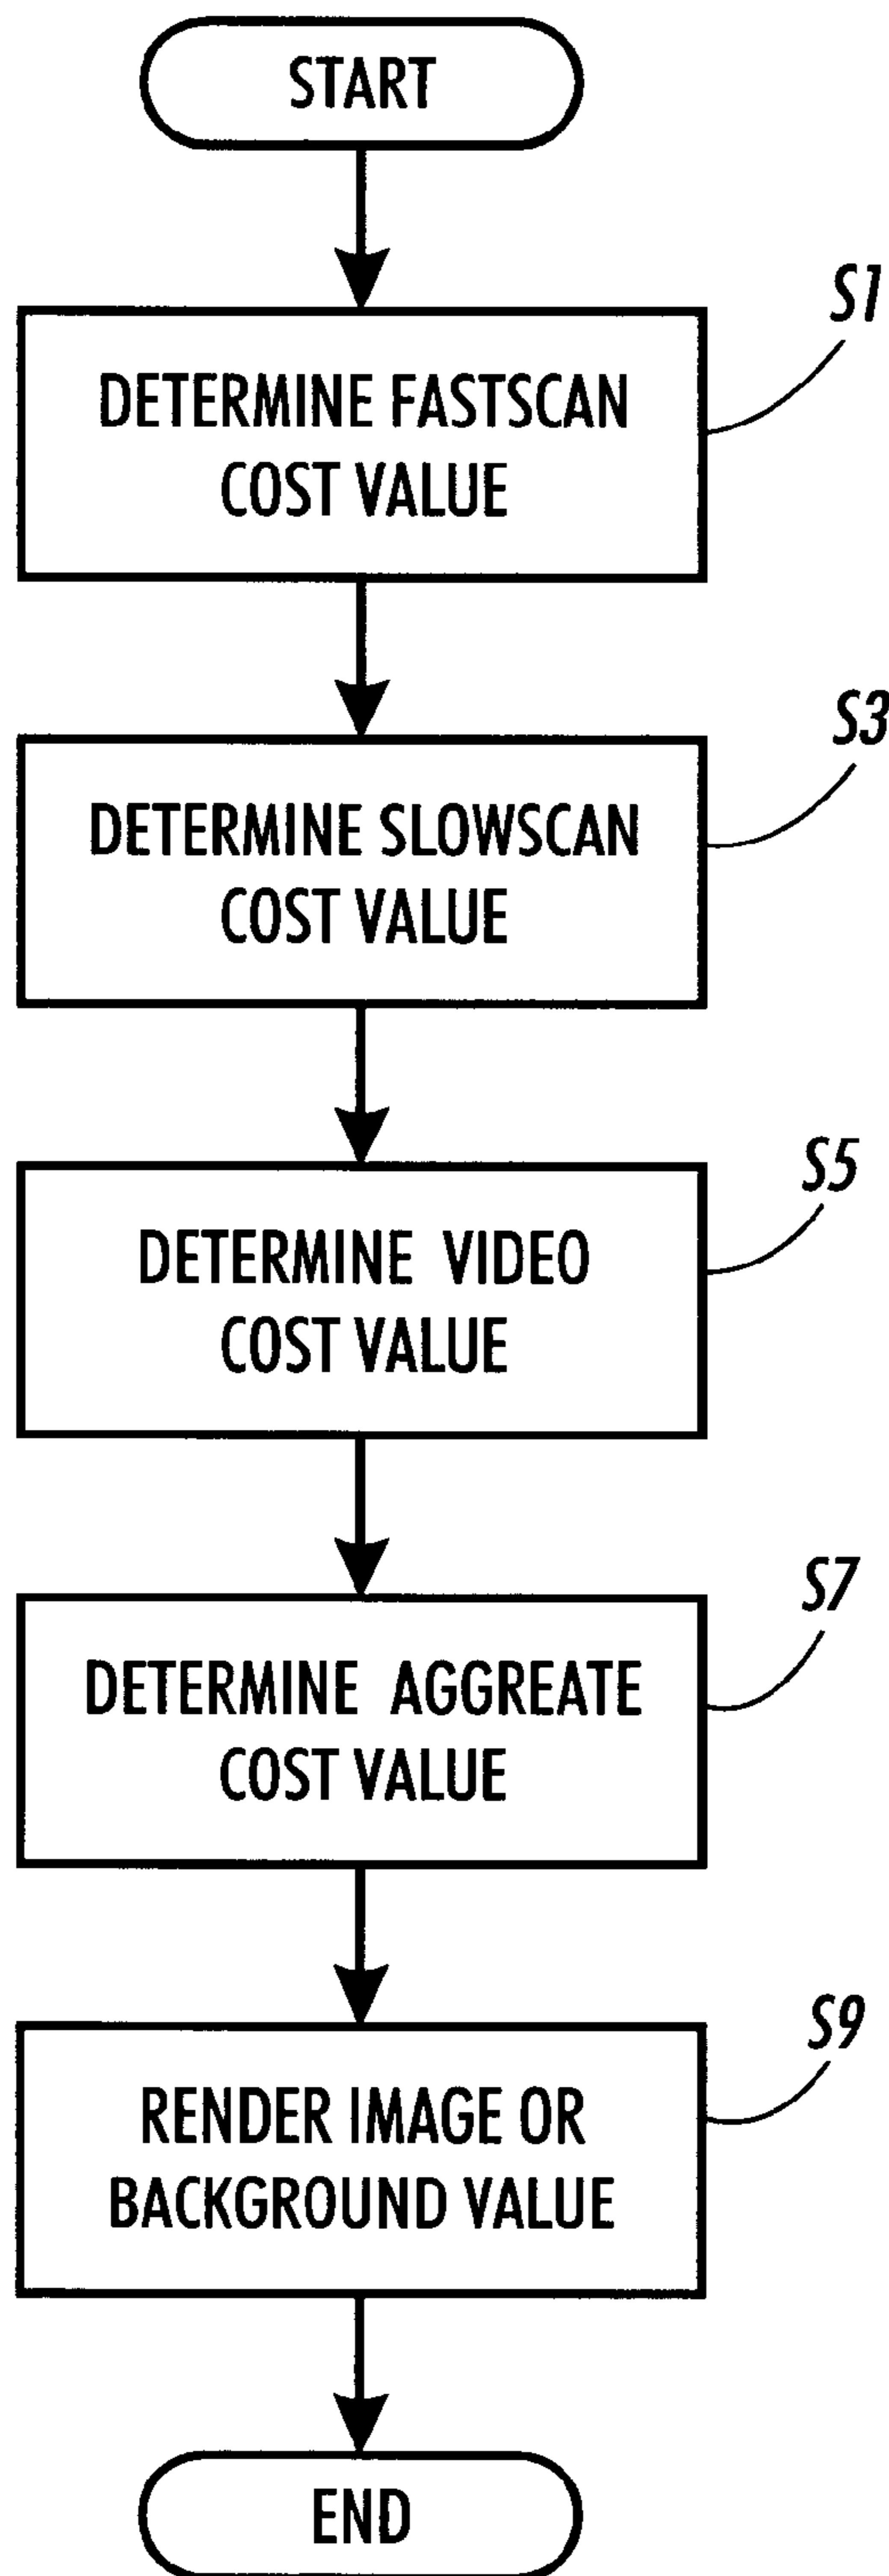 START
S1
DETERMINE FASTSCAN
COST VALUE
S3
DETERMINE SLOWSCAN
COST VALUE
S5
DETERMINE VIDEO
COST VALUE
S7
DETERMINE AGGREATE
COST VALUE
S9
RENDER IMAGE OR
BACKGROUND VALUE
END